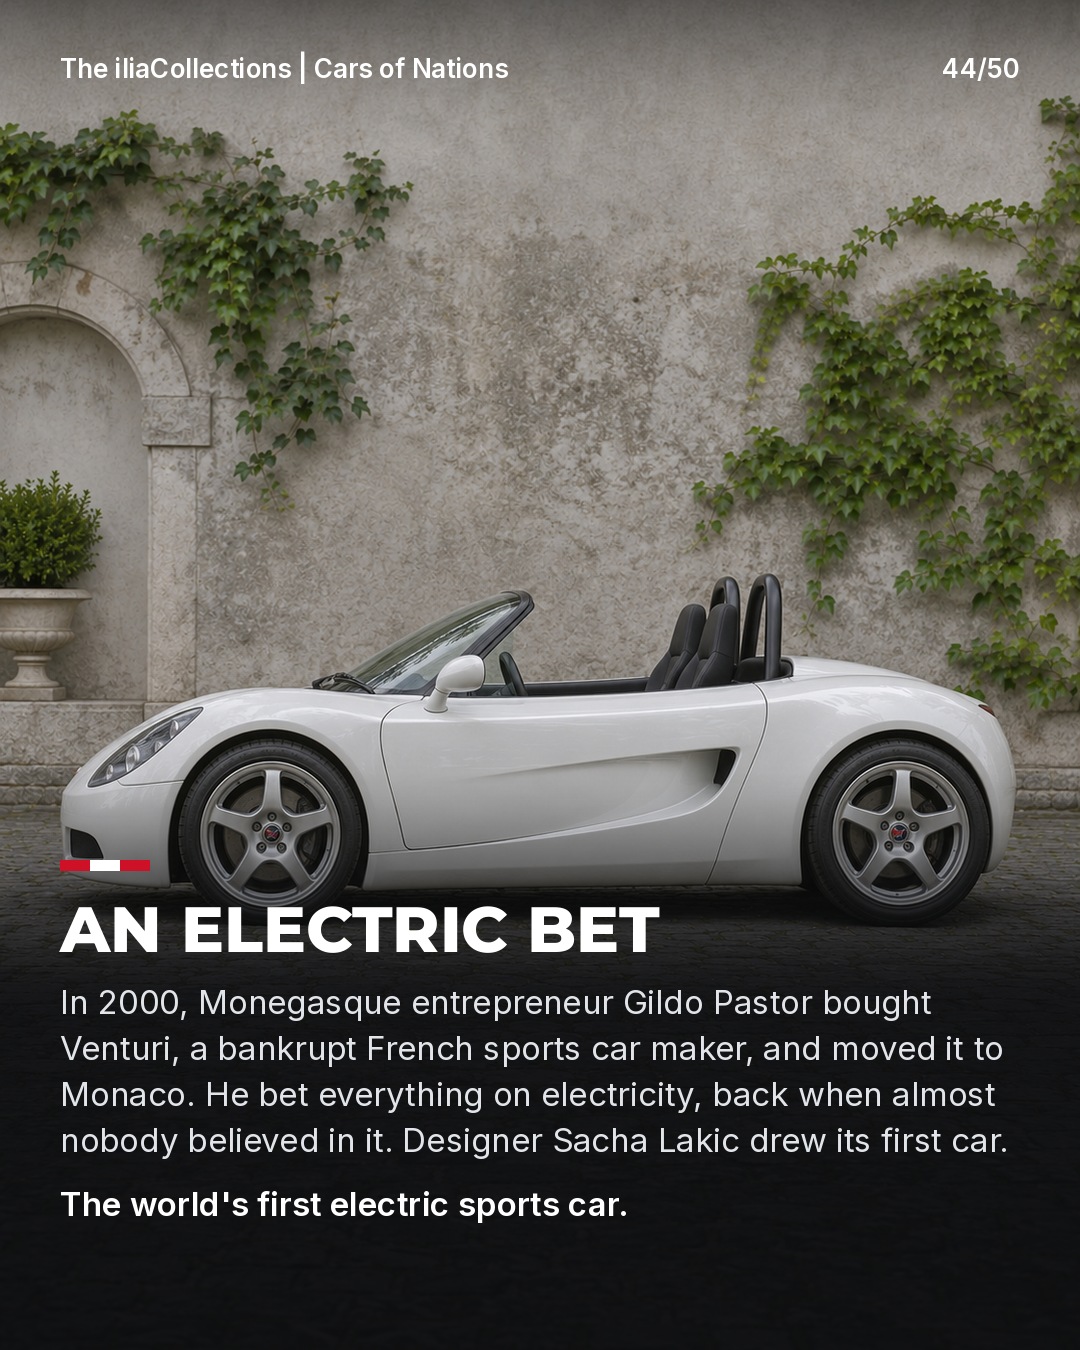 The iliaCollections | Cars of Nations
44/50
AN ELECTRIC BET
In 2000, Monegasque entrepreneur Gildo Pastor bought
Venturi, a bankrupt French sports car maker, and moved it to
Monaco. He bet everything on electricity, back when almost
nobody believed in it. Designer Sacha Lakic drew its first car.
The world's first electric sports car.